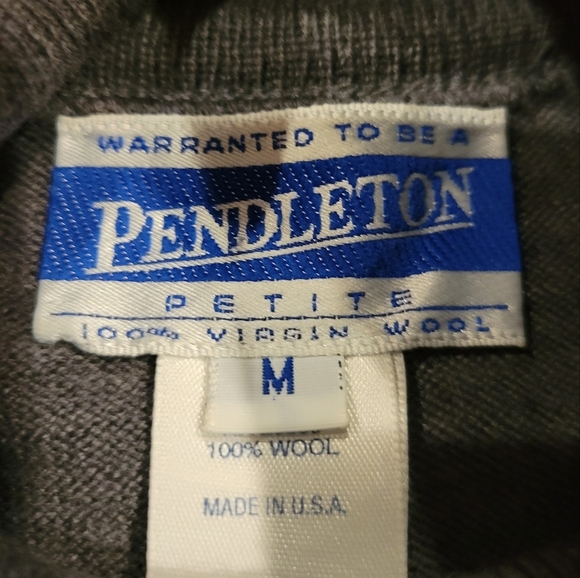 WARRANTED TO BE A
PENDLETON
PETITE
100% VIRGIN WOOL
M
100% WOOL
MADE IN U.S.A.